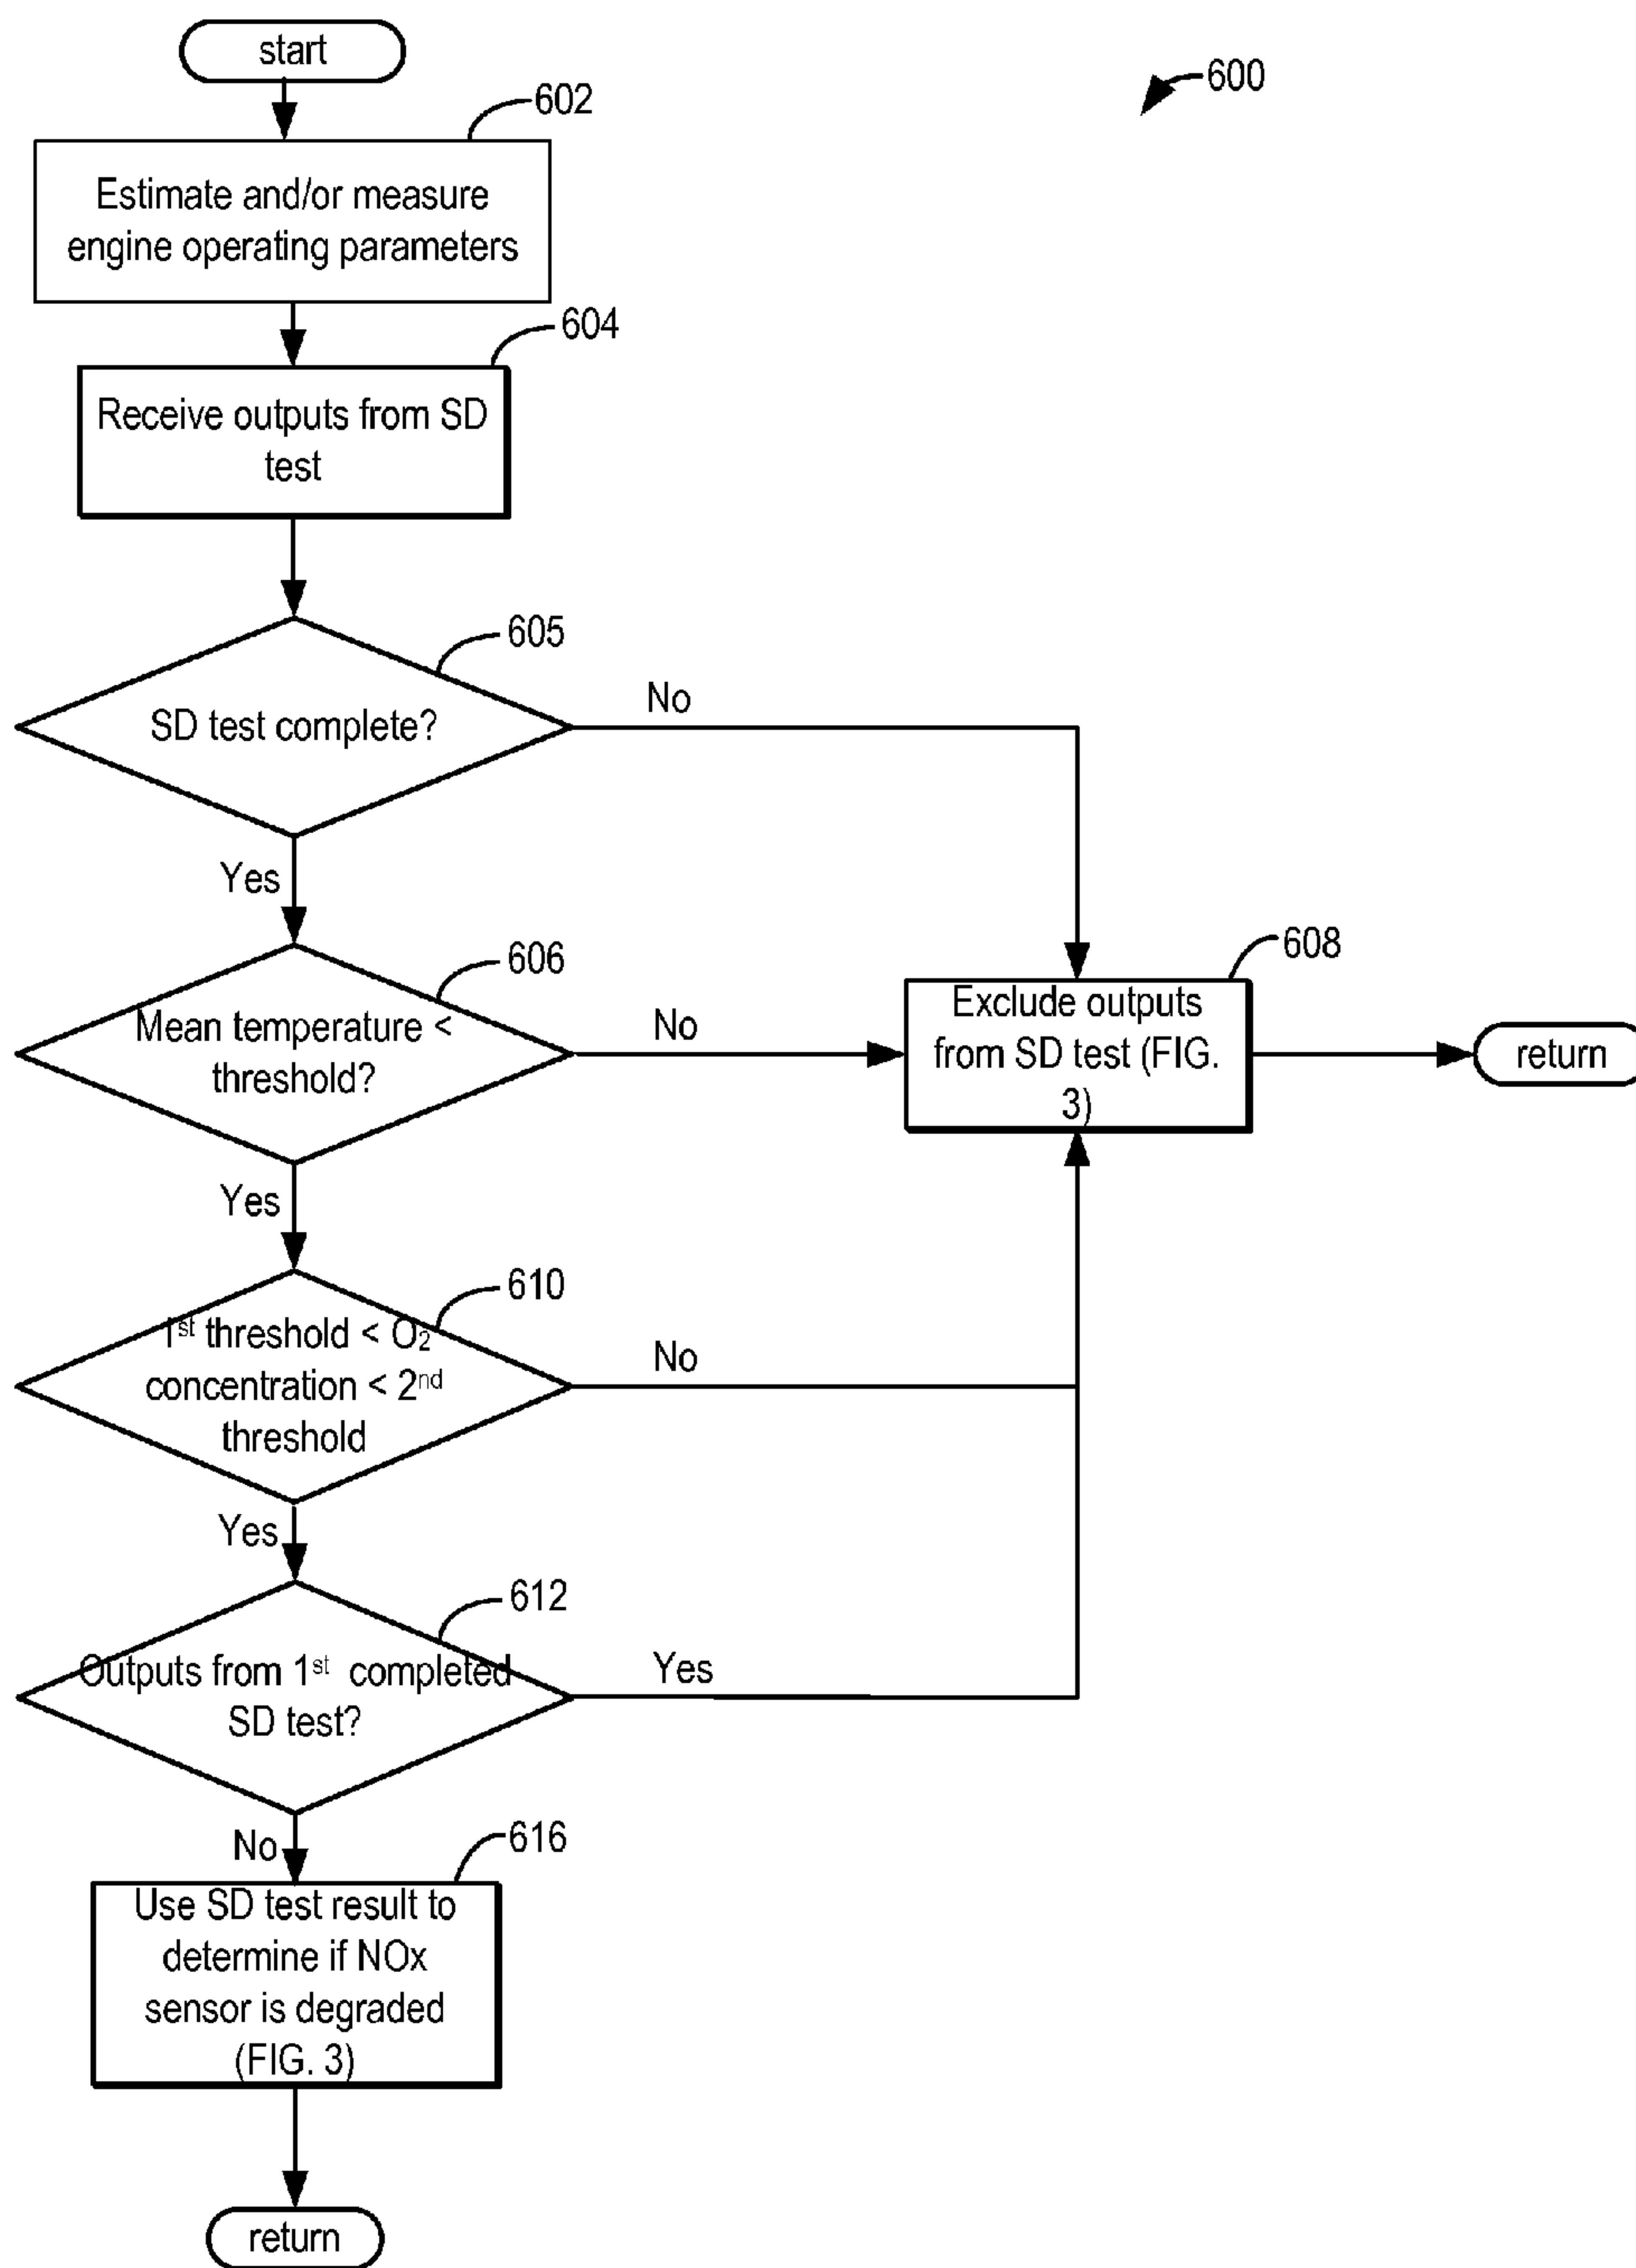 start
600
602
Estimate and/or measure
engine operating parameters
604
Receive outputs from SD
test
605
SD test complete?
No
Yes
606
Mean temperature <
threshold?
No
608
Exclude outputs
from SD test (FIG.
3)
return
Yes
610
1st threshold < O2
concentration < 2nd
threshold
No
Yes
612
Outputs from 1st completed
SD test?
Yes
No
616
Use SD test result to
determine if NOx
sensor is degraded
(FIG. 3)
return